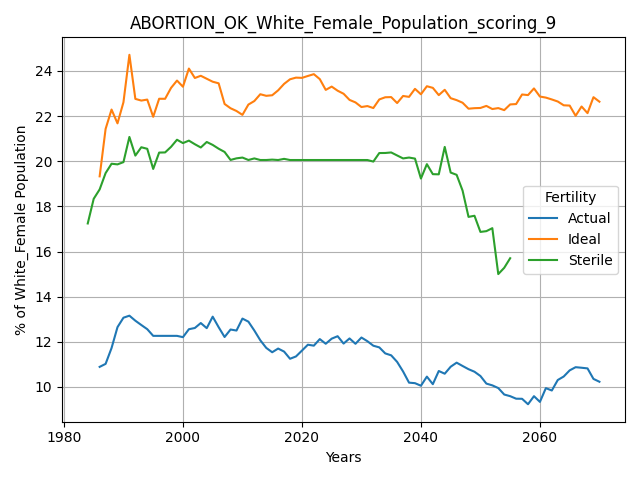 ABORTION_OK_White_Female_Population_scoring_9
% of White_Female Population
24
22
20
18
16
14
12
10
Fertility
Actual
Ideal
Sterile
1980
2000
2020
2040
2060
Years